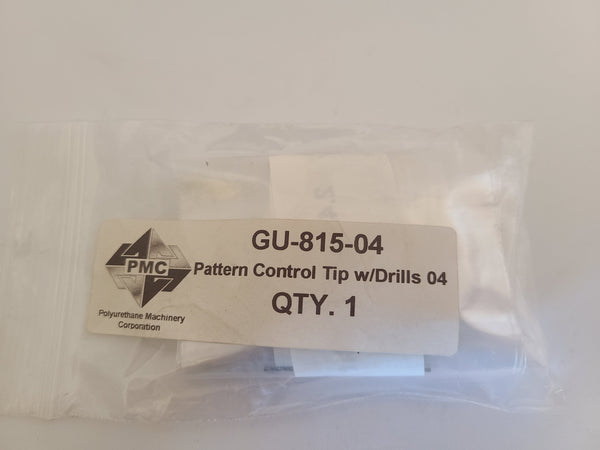 GU-815-04
PMC
Pattern Control Tip w/Drills 04
QTY. 1
Polyurethane Machinery
Corporation